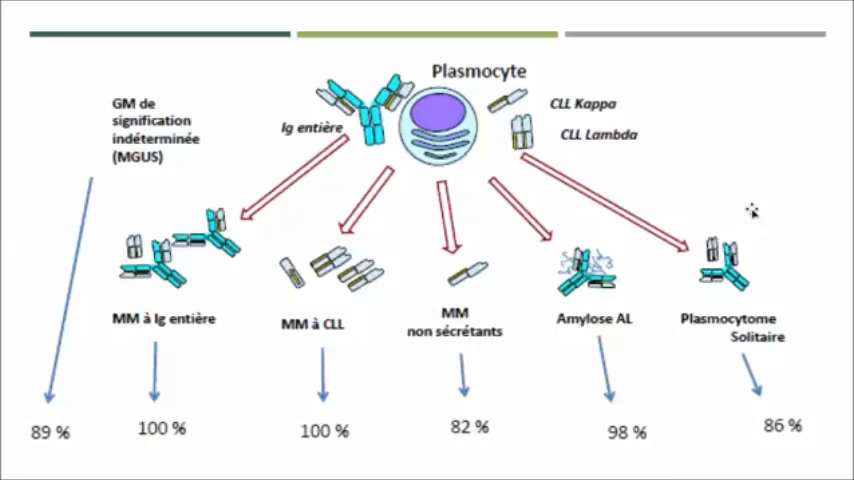 Plasmocyte
GM de
signification
indéterminée
(MGUS)
Ig entière
CLL Kappa
CLL Lambda
MM à Ig entière
MM à CLL
MM
non sécrétants
Amylose AL
Plasmocytome
Solitaire
89 %
100 %
100 %
82 %
98 %
86 %